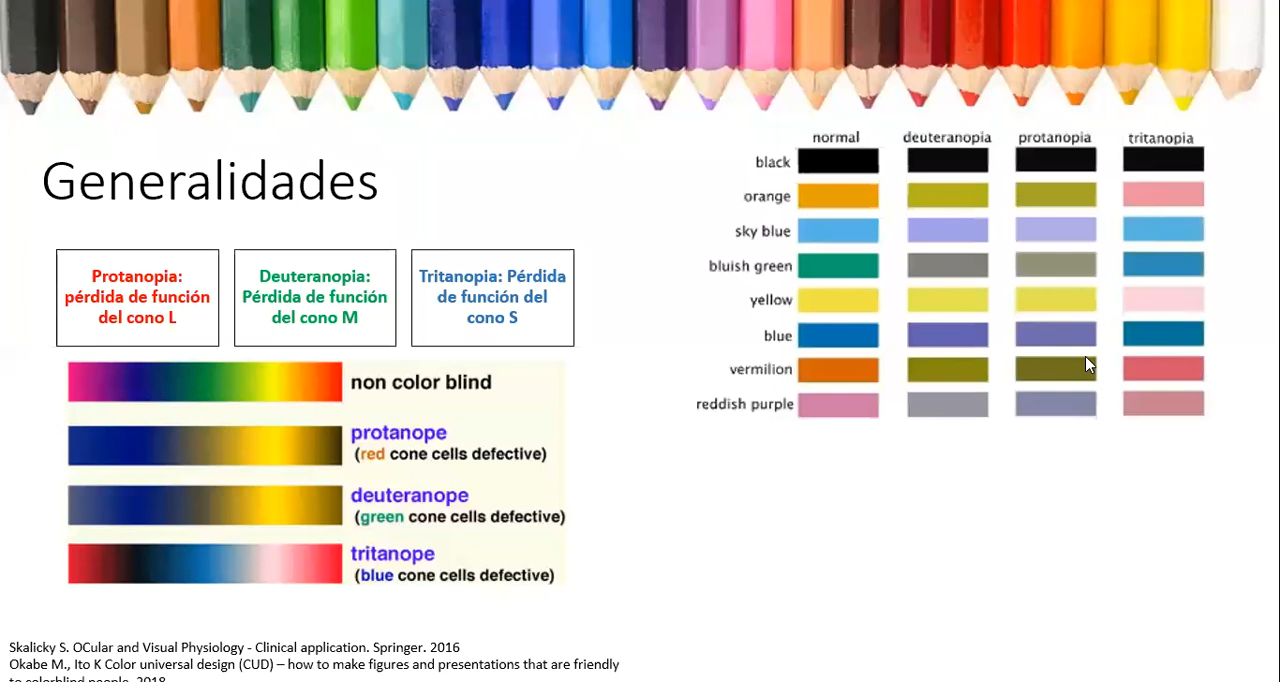 Generalidades
Protanopia:
pérdida de función
del cono L
Deuteranopia:
Pérdida de función
del cono M
Tritanopia: Pérdida
de función del
cono S
non color blind
protanope
(red cone cells defective)
deuteranope
(green cone cells defective)
tritanope
(blue cone cells defective)
normal deuteranopia protanopia tritanopia
black
orange
sky blue
bluish green
yellow
blue
vermilion
reddish purple
Skalicky S. OCular and Visual Physiology - Clinical application. Springer. 2016
Okabe M., Ito K Color universal design (CUD) – how to make figures and presentations that are friendly
to colorblind people. 2018